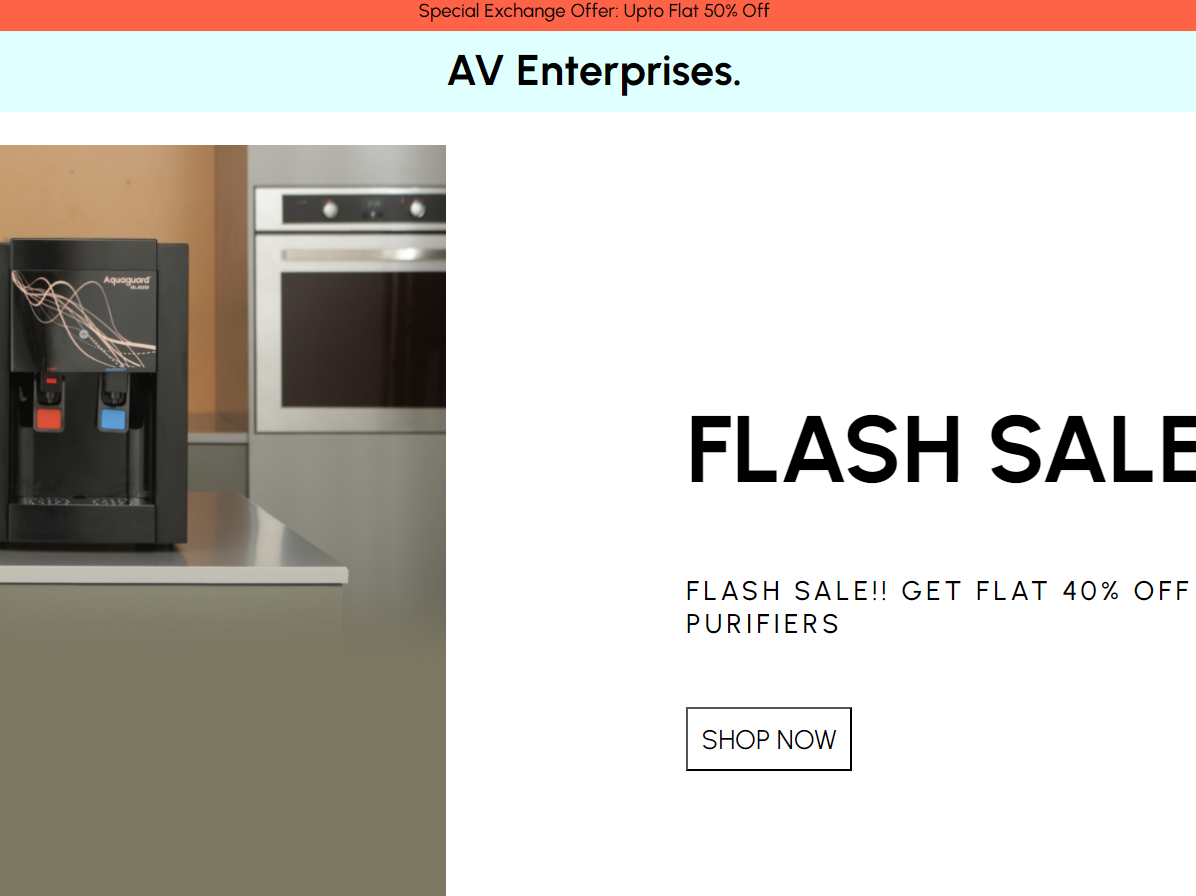 Special Exchange Offer: Upto Flat 50% Off
AV Enterprises.
Aquaguard
FLASH SALE
FLASH SALE!! GET FLAT 40% OFF
PURIFIERS
SHOP NOW